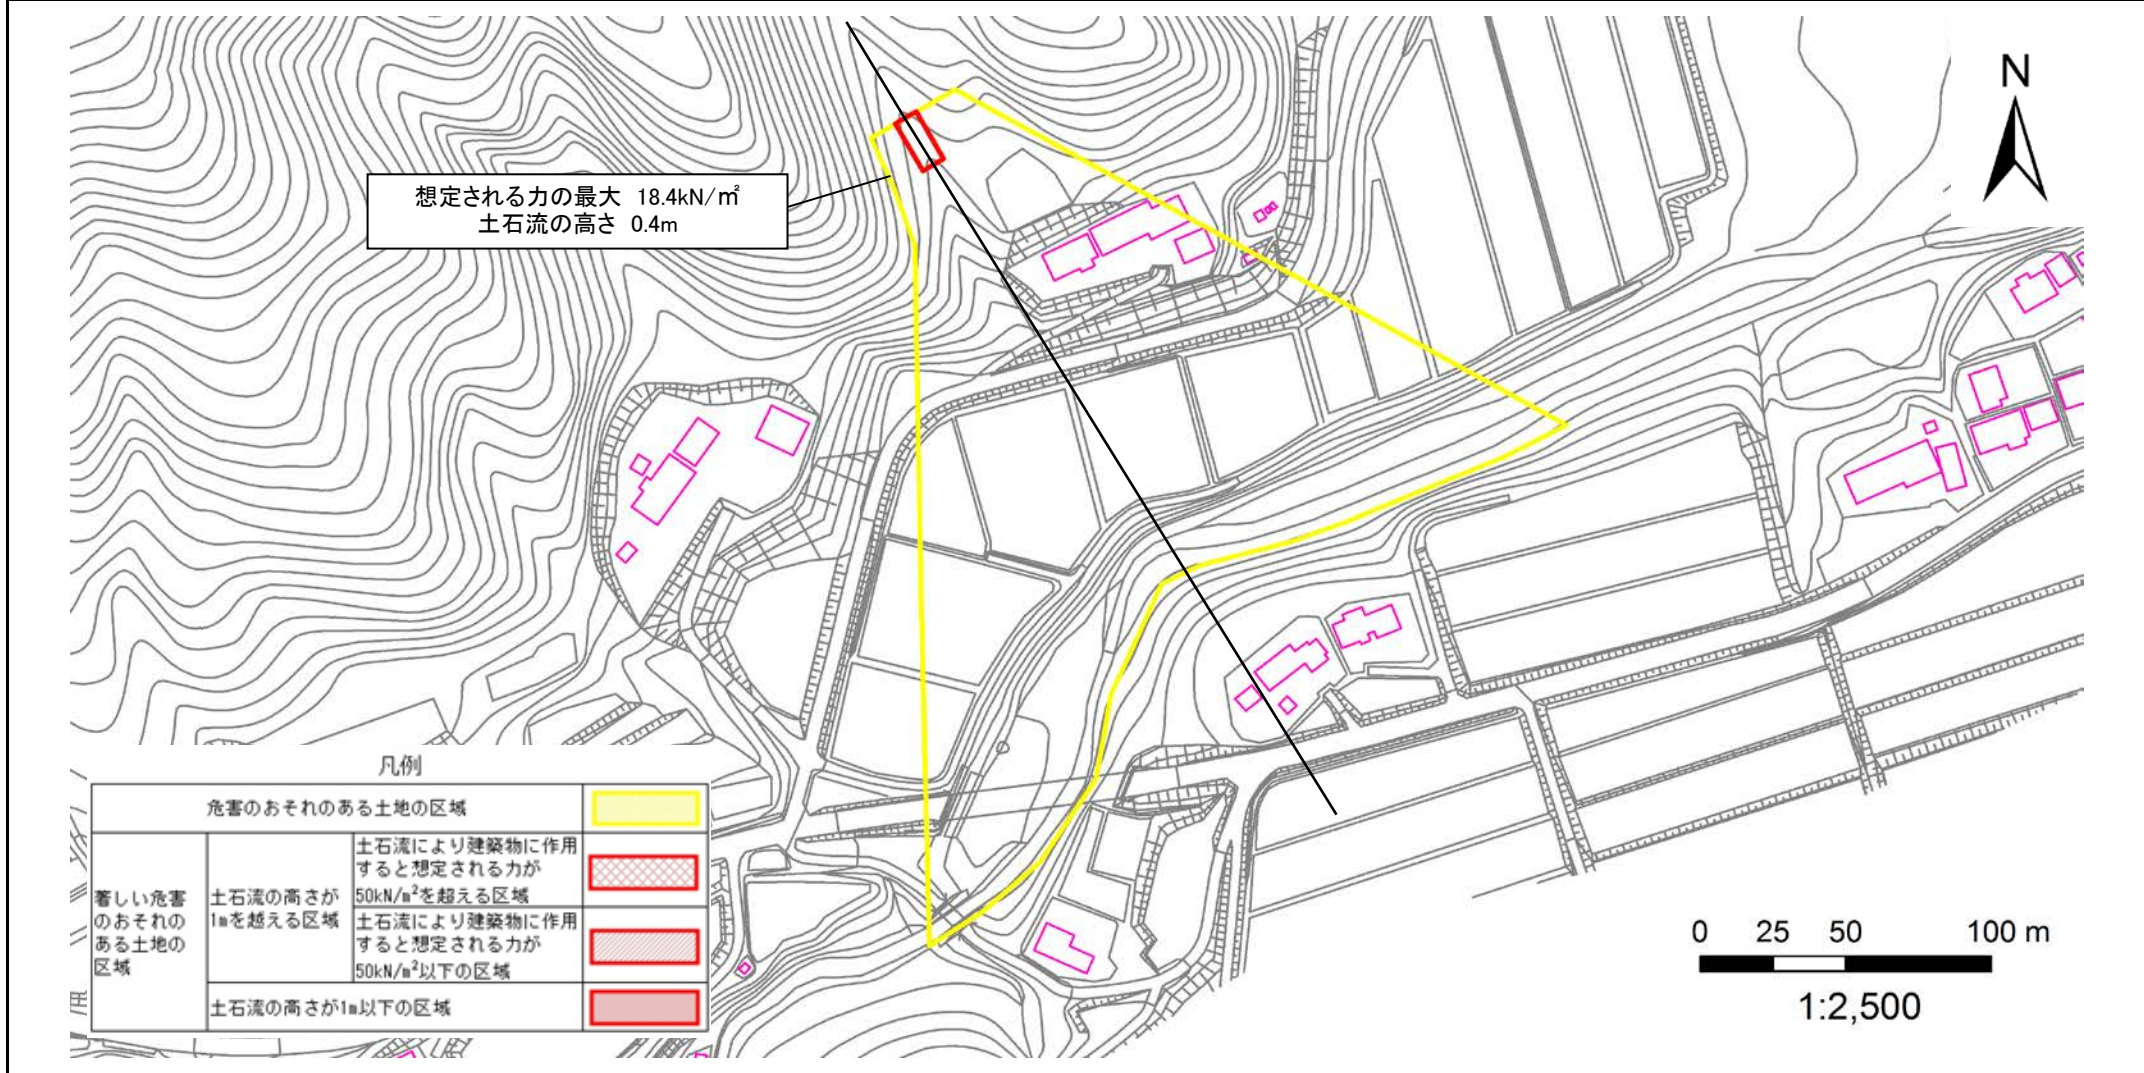 N
想定される力の最大 18.4kN/㎡
土石流の高さ 0.4m
凡例
危害のおそれのある土地の区域
著しい危害
のおそれの
ある土地の
区域
土石流の高さが
1mを越える区域
土石流により建築物に作用
すると想定される力が
50kN/m²を超える区域
土石流により建築物に作用
すると想定される力が
50kN/m²以下の区域
土石流の高さが1m以下の区域
0 25 50 100 m
1:2,500